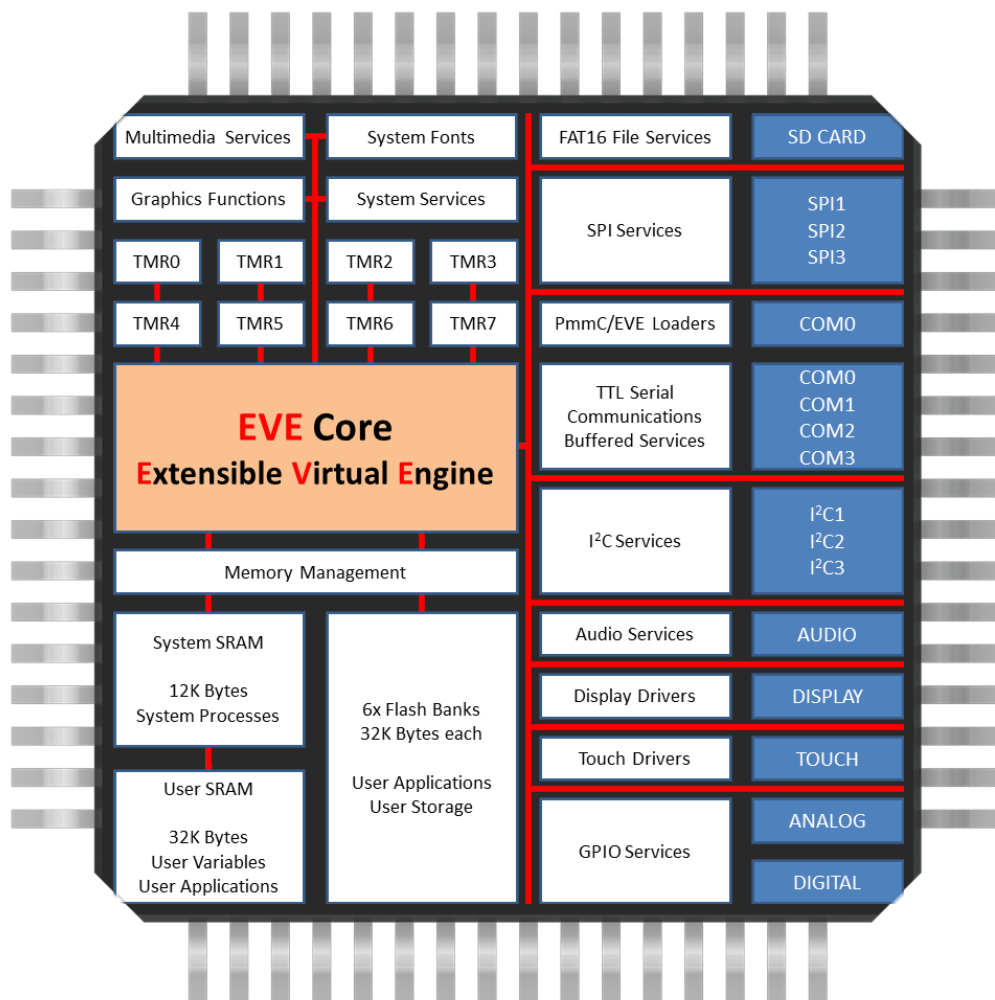 Multimedia Services
System Fonts
FAT16 File Services
SD CARD
Graphics Functions
System Services
SPI Services
SPI1
SPI2
SPI3
TMR0
TMR1
TMR2
TMR3
TMR4
TMR5
TMR6
TMR7
PmmC/EVE Loaders
COM0
EVE Core
Extensible Virtual Engine
TTL Serial
Communications
Buffered Services
COM0
COM1
COM2
COM3
I²C Services
I²C1
I²C2
I²C3
Memory Management
System SRAM
12K Bytes
System Processes
6x Flash Banks
32K Bytes each
User Applications
User Storage
User SRAM
32K Bytes
User Variables
User Applications
Audio Services
AUDIO
Display Drivers
DISPLAY
Touch Drivers
TOUCH
GPIO Services
ANALOG
DIGITAL